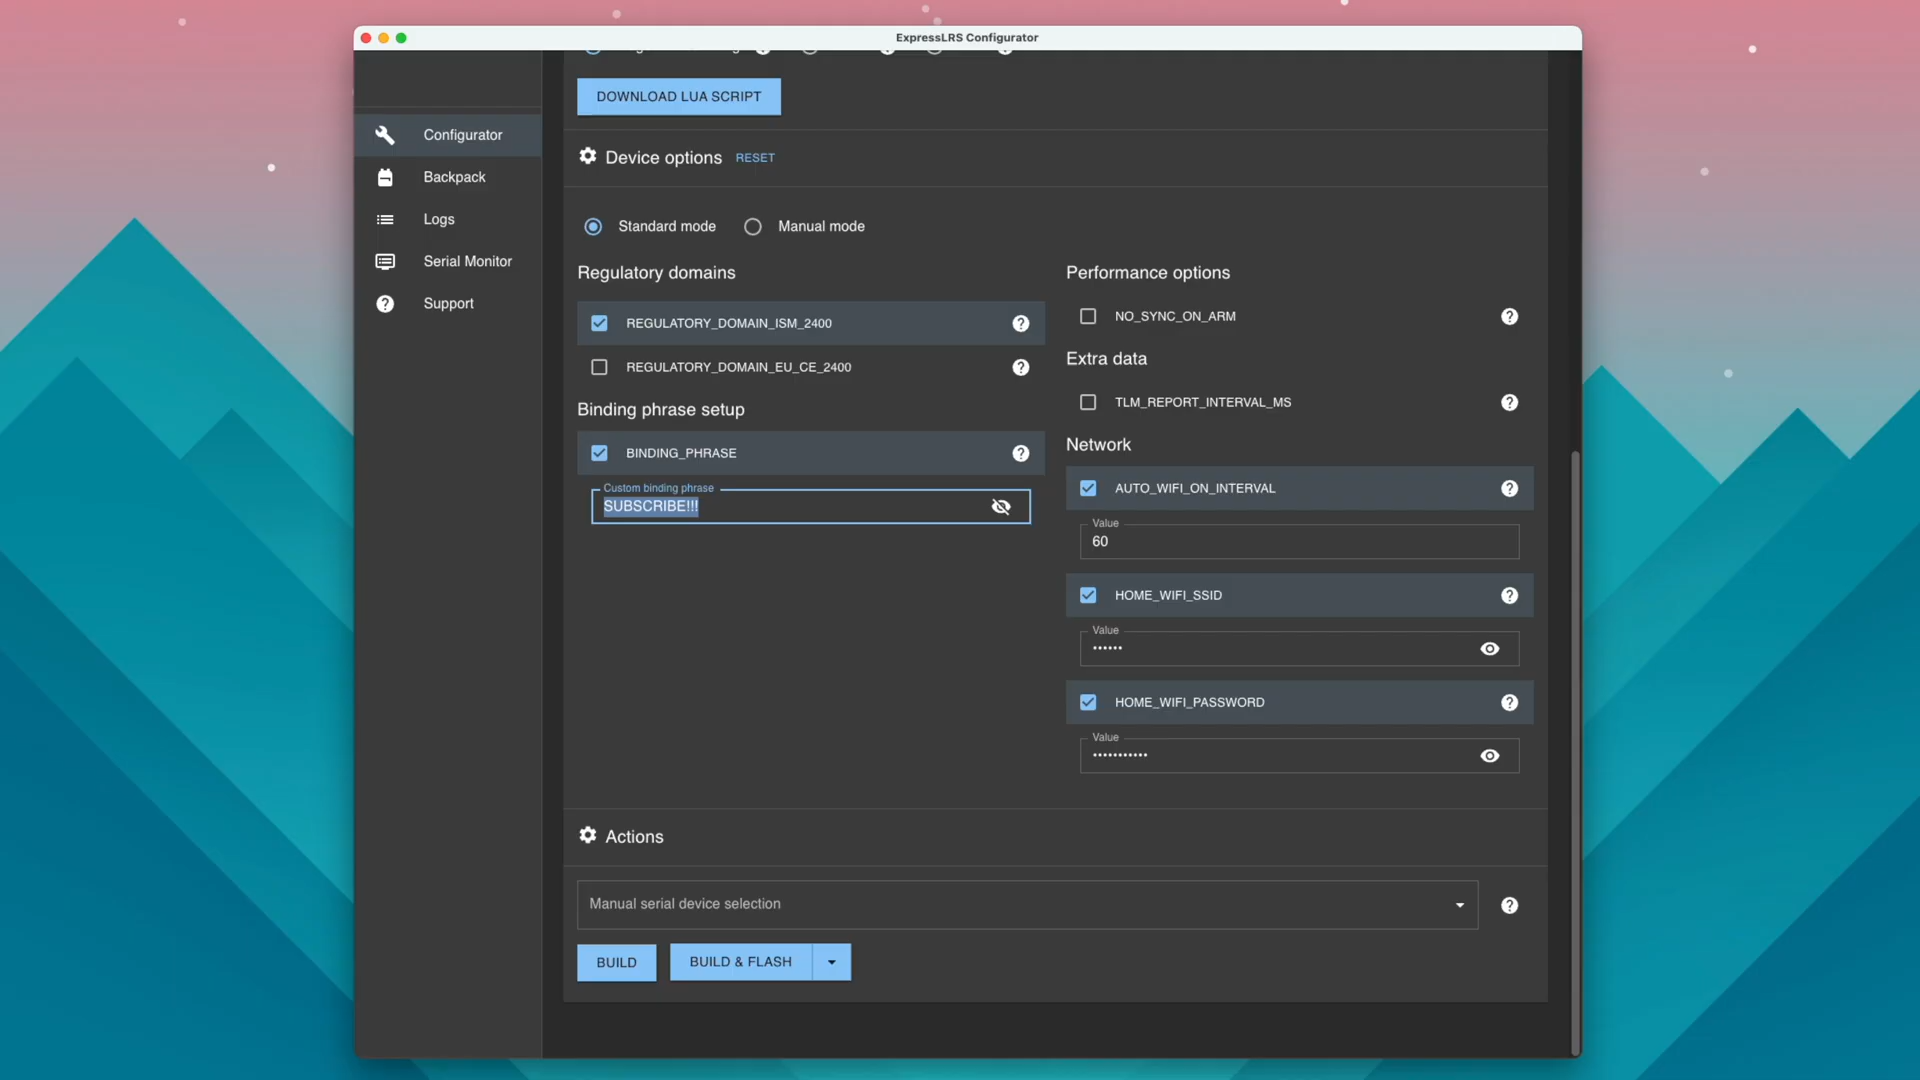 ExpressLRS Configurator
DOWNLOAD LUA SCRIPT
Configurator
Backpack
Logs
Serial Monitor
Support
Device options RESET
Standard mode Manual mode
Regulatory domains
REGULATORY_DOMAIN_ISM_2400
REGULATORY_DOMAIN_EU_CE_2400
Binding phrase setup
BINDING_PHRASE
Custom binding phrase
SUBSCRIBE!!!
Performance options
NO_SYNC_ON_ARM
Extra data
TLM_REPORT_INTERVAL_MS
Network
AUTO_WIFI_ON_INTERVAL
Value
60
HOME_WIFI_SSID
Value
••••••
HOME_WIFI_PASSWORD
Value
•••••••••••
Actions
Manual serial device selection
BUILD
BUILD & FLASH